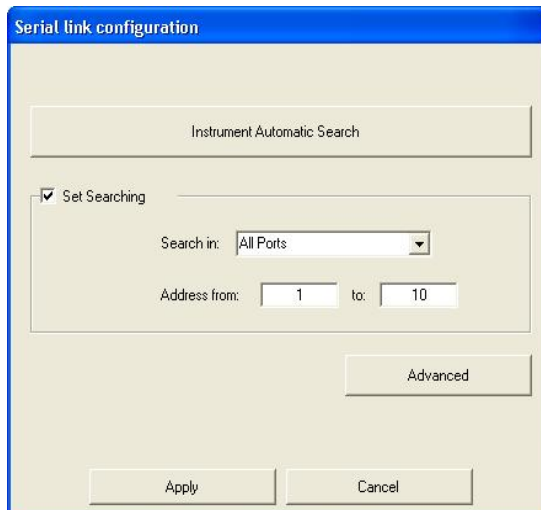 Serial link configuration
Instrument Automatic Search
Set Searching
Search in: All Ports
Address from: 1 to: 10
Advanced
Apply Cancel